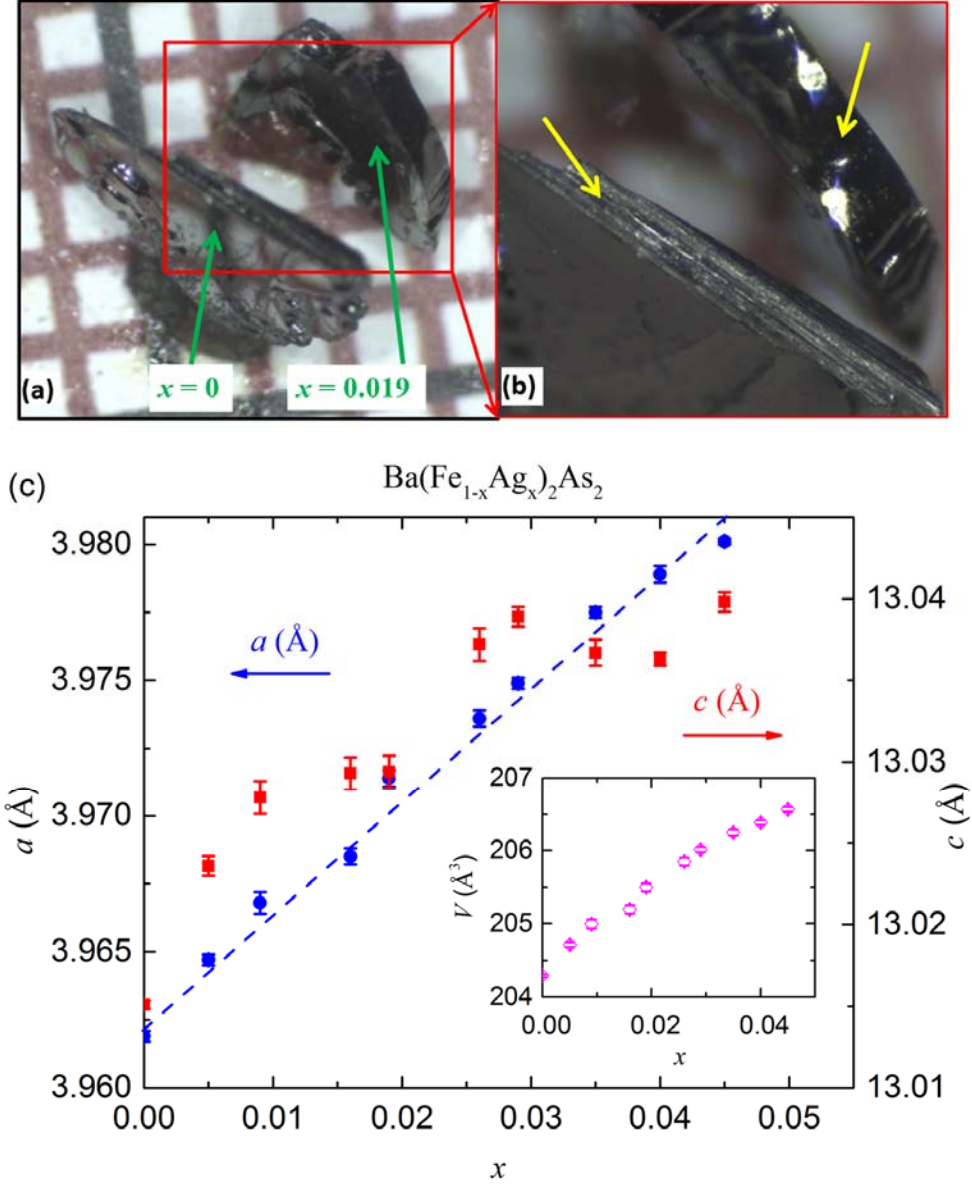 (a)
x = 0
x = 0.019
(b)
(c)
Ba(Fe1-xAgx)2As2
3.980
3.975
3.970
3.965
3.960
a (Å)
a (Å)
c (Å)
13.04
13.03
13.02
13.01
c (Å)
207
206
205
204
V (Å3)
0.00
0.02
0.04
x
0.00
0.01
0.02
0.03
0.04
0.05
x